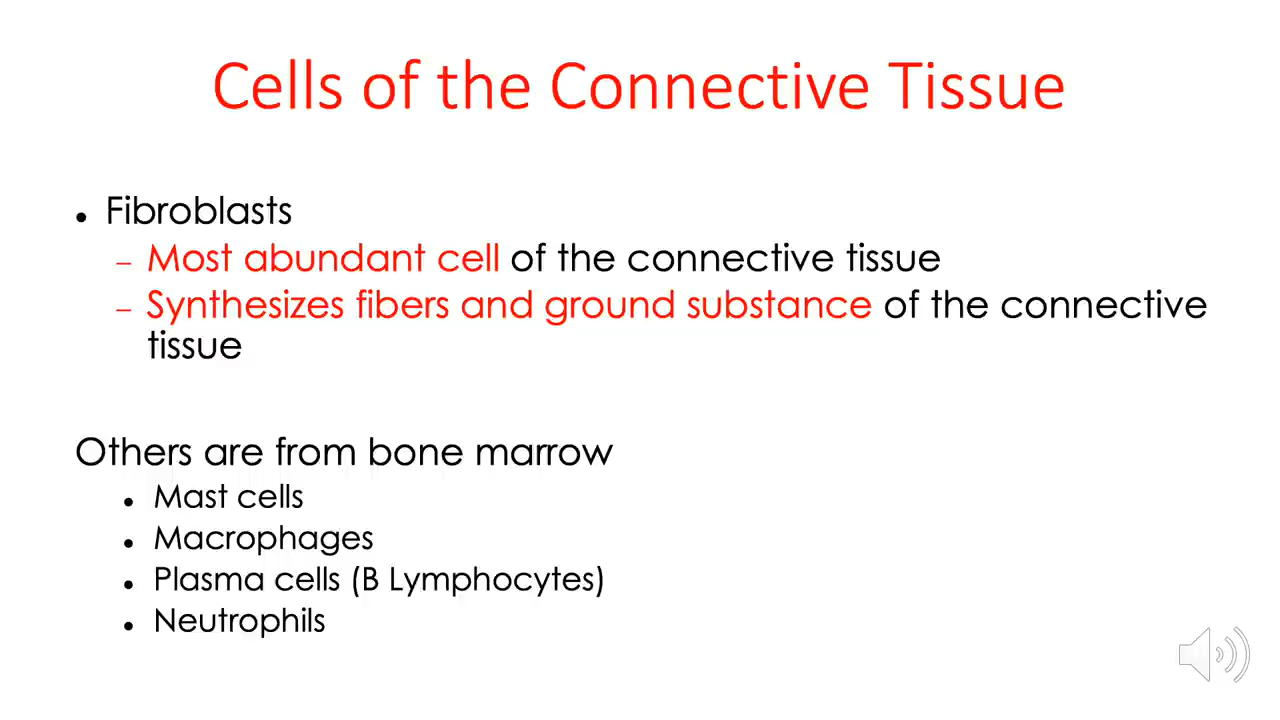 Cells of the Connective Tissue
• Fibroblasts
– Most abundant cell of the connective tissue
– Synthesizes fibers and ground substance of the connective
tissue
Others are from bone marrow
• Mast cells
• Macrophages
• Plasma cells (B Lymphocytes)
• Neutrophils